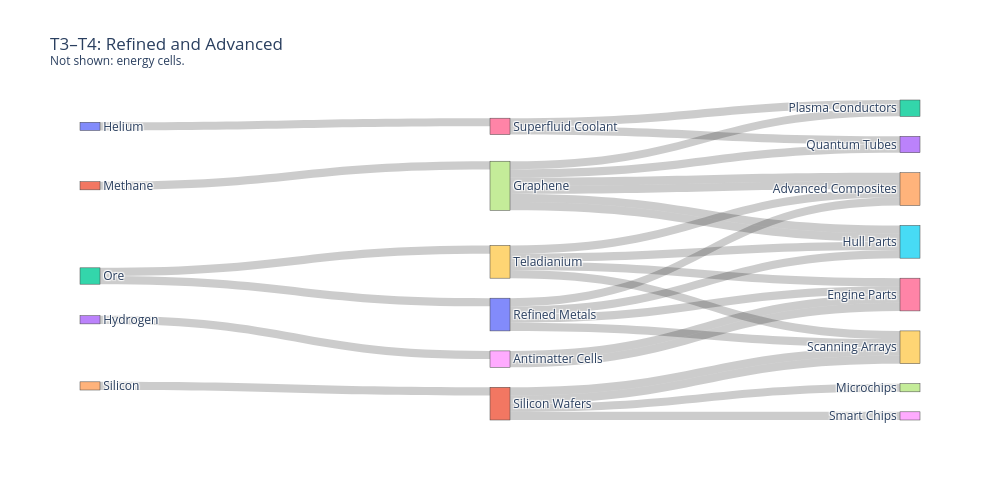 T3–T4: Refined and Advanced
Not shown: energy cells.
Helium
Methane
Ore
Hydrogen
Silicon
Superfluid Coolant
Graphene
Teladianium
Refined Metals
Antimatter Cells
Silicon Wafers
Plasma Conductors
Quantum Tubes
Advanced Composites
Hull Parts
Engine Parts
Scanning Arrays
Microchips
Smart Chips